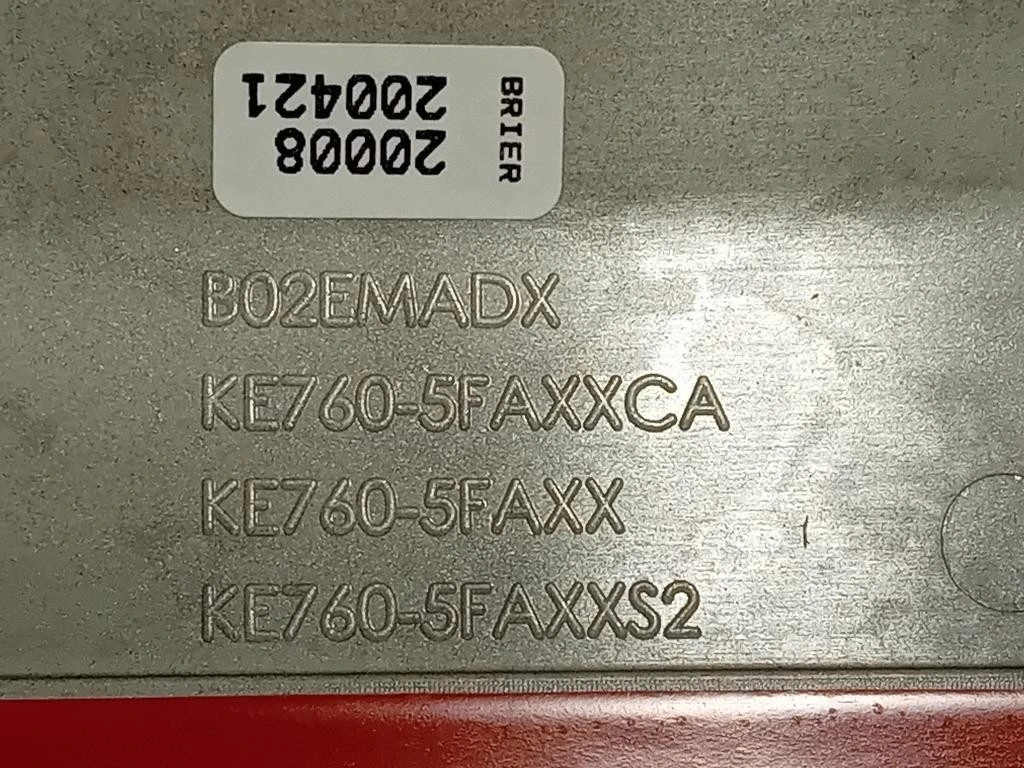 20008
200421
BRIER
B02EMADX
KE760-5FAXXCA
KE760-5FAXX
KE760-5FAXXS2